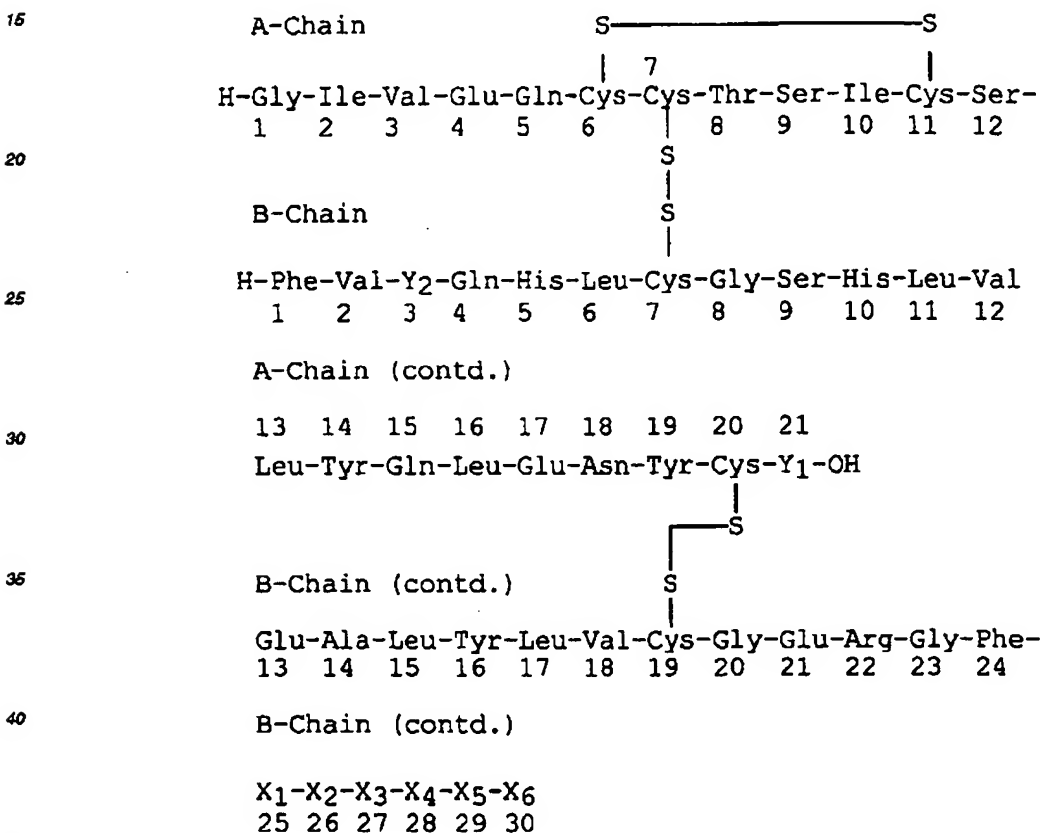 15 A-Chain S S
7
H-Gly-Ile-Val-Glu-Gln-Cys-Cys-Thr-Ser-Ile-Cys-Ser-
1 2 3 4 5 6 8 9 10 11 12
20 S
B-Chain S
H-Phe-Val-Y2-Gln-His-Leu-Cys-Gly-Ser-His-Leu-Val
25
1 2 3 4 5 6 7 8 9 10 11 12
A-Chain (contd.)
30 13 14 15 16 17 18 19 20 21
Leu-Tyr-Gln-Leu-Glu-Asn-Tyr-Cys-Y1-OH
S
35 B-Chain (contd.) S
Glu-Ala-Leu-Tyr-Leu-Val-Cys-Gly-Glu-Arg-Gly-Phe-
13 14 15 16 17 18 19 20 21 22 23 24
40 B-Chain (contd.)
X1-X2-X3-X4-X5-X6
25 26 27 28 29 30